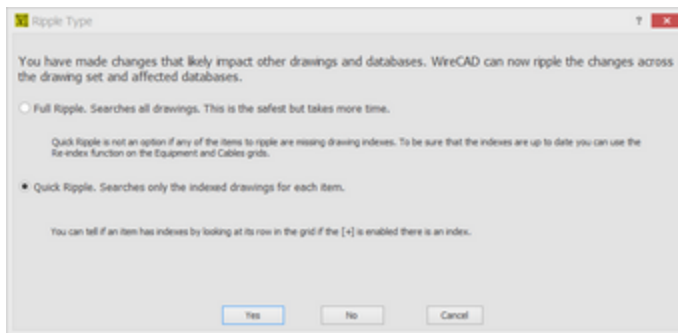 Ripple Type
You have made changes that likely impact other drawings and databases. WireCAD can now ripple the changes across
the drawing set and affected databases.
Full Ripple. Searches all drawings. This is the safest but takes more time.
Quick Ripple is not an option if any of the items to ripple are missing drawing indexes. To be sure that the indexes are up to date you can use the
Re-index function on the Equipment and Cables grids.
Quick Ripple. Searches only the indexed drawings for each item.
You can tell if an item has indexes by looking at its row in the grid if the [+] is enabled there is an index.
Yes No Cancel